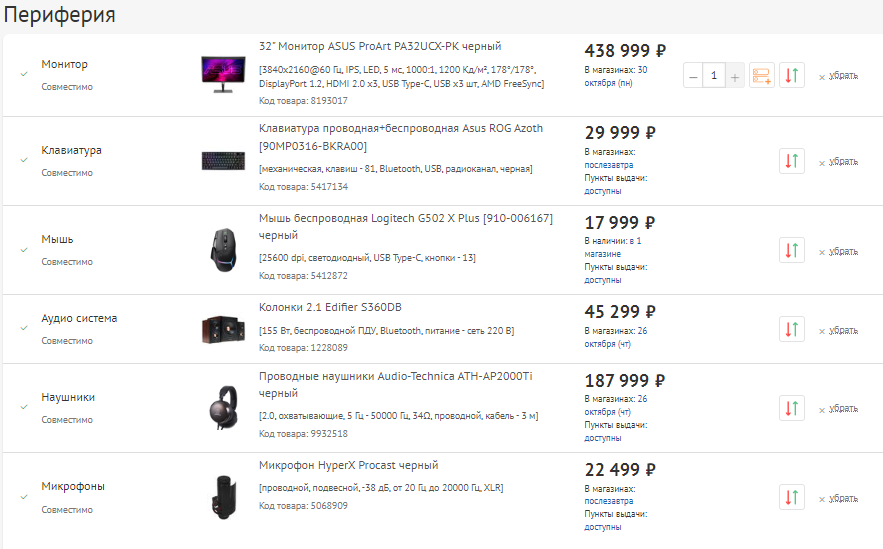 Периферия
Монитор
Совместимо
32" Монитор ASUS ProArt PA32UCX-PK черный
[3840x2160@60 Гц, IPS, LED, 5 мс, 1000:1, 1200 Кд/м², 178°/178°,
DisplayPort 1.2, HDMI 2.0 x3, USB Type-C, USB x3 шт, AMD FreeSync]
Код товара: 8193017
438 999 ₽
В магазинах: 30
октября (пн)
– 1 +
убрать
Клавиатура
Совместимо
Клавиатура проводная+беспроводная Asus ROG Azoth
[90MP0316-BKRA00]
[механическая, клавиш - 81, Bluetooth, USB, радиоканал, черная]
Код товара: 5417134
29 999 ₽
В магазинах:
послезавтра
Пункты выдачи:
доступны
убрать
Мышь
Совместимо
Мышь беспроводная Logitech G502 X Plus [910-006167]
черный
[25600 dpi, светодиодный, USB Type-C, кнопки - 13]
Код товара: 5412872
17 999 ₽
В наличии: в 1
магазине
Пункты выдачи:
доступны
убрать
Аудио система
Совместимо
Колонки 2.1 Edifier S360DB
[155 Вт, беспроводной ПДУ, Bluetooth, питание - сеть 220 В]
Код товара: 1228089
45 299 ₽
В магазинах: 26
октября (чт)
убрать
Наушники
Совместимо
Проводные наушники Audio-Technica ATH-AP2000Ti
черный
[2.0, охватывающие, 5 Гц - 50000 Гц, 34Ω, проводной, кабель - 3 м]
Код товара: 9932518
187 999 ₽
В магазинах: 26
октября (чт)
Пункты выдачи:
доступны
убрать
Микрофоны
Совместимо
Микрофон HyperX Procast черный
[проводной, подвесной, -38 дБ, от 20 Гц до 20000 Гц, XLR]
Код товара: 5068909
22 499 ₽
В магазинах:
послезавтра
Пункты выдачи:
доступны
убрать